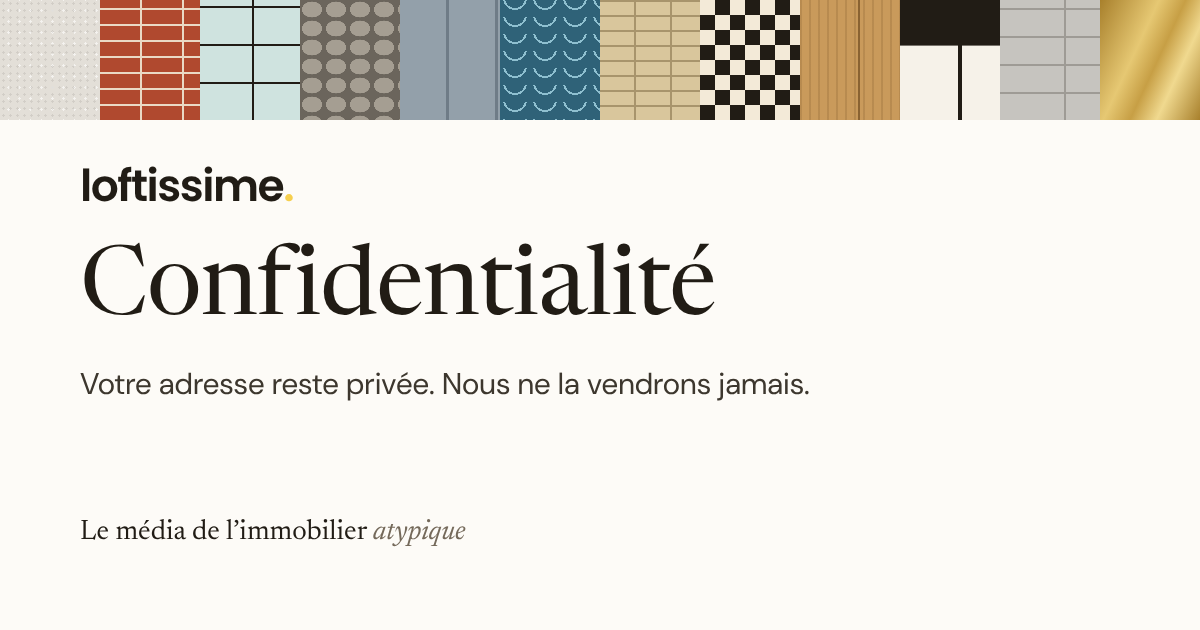 loftissime.
Confidentialité
Votre adresse reste privée. Nous ne la vendrons jamais.
Le média de l’immobilier atypique